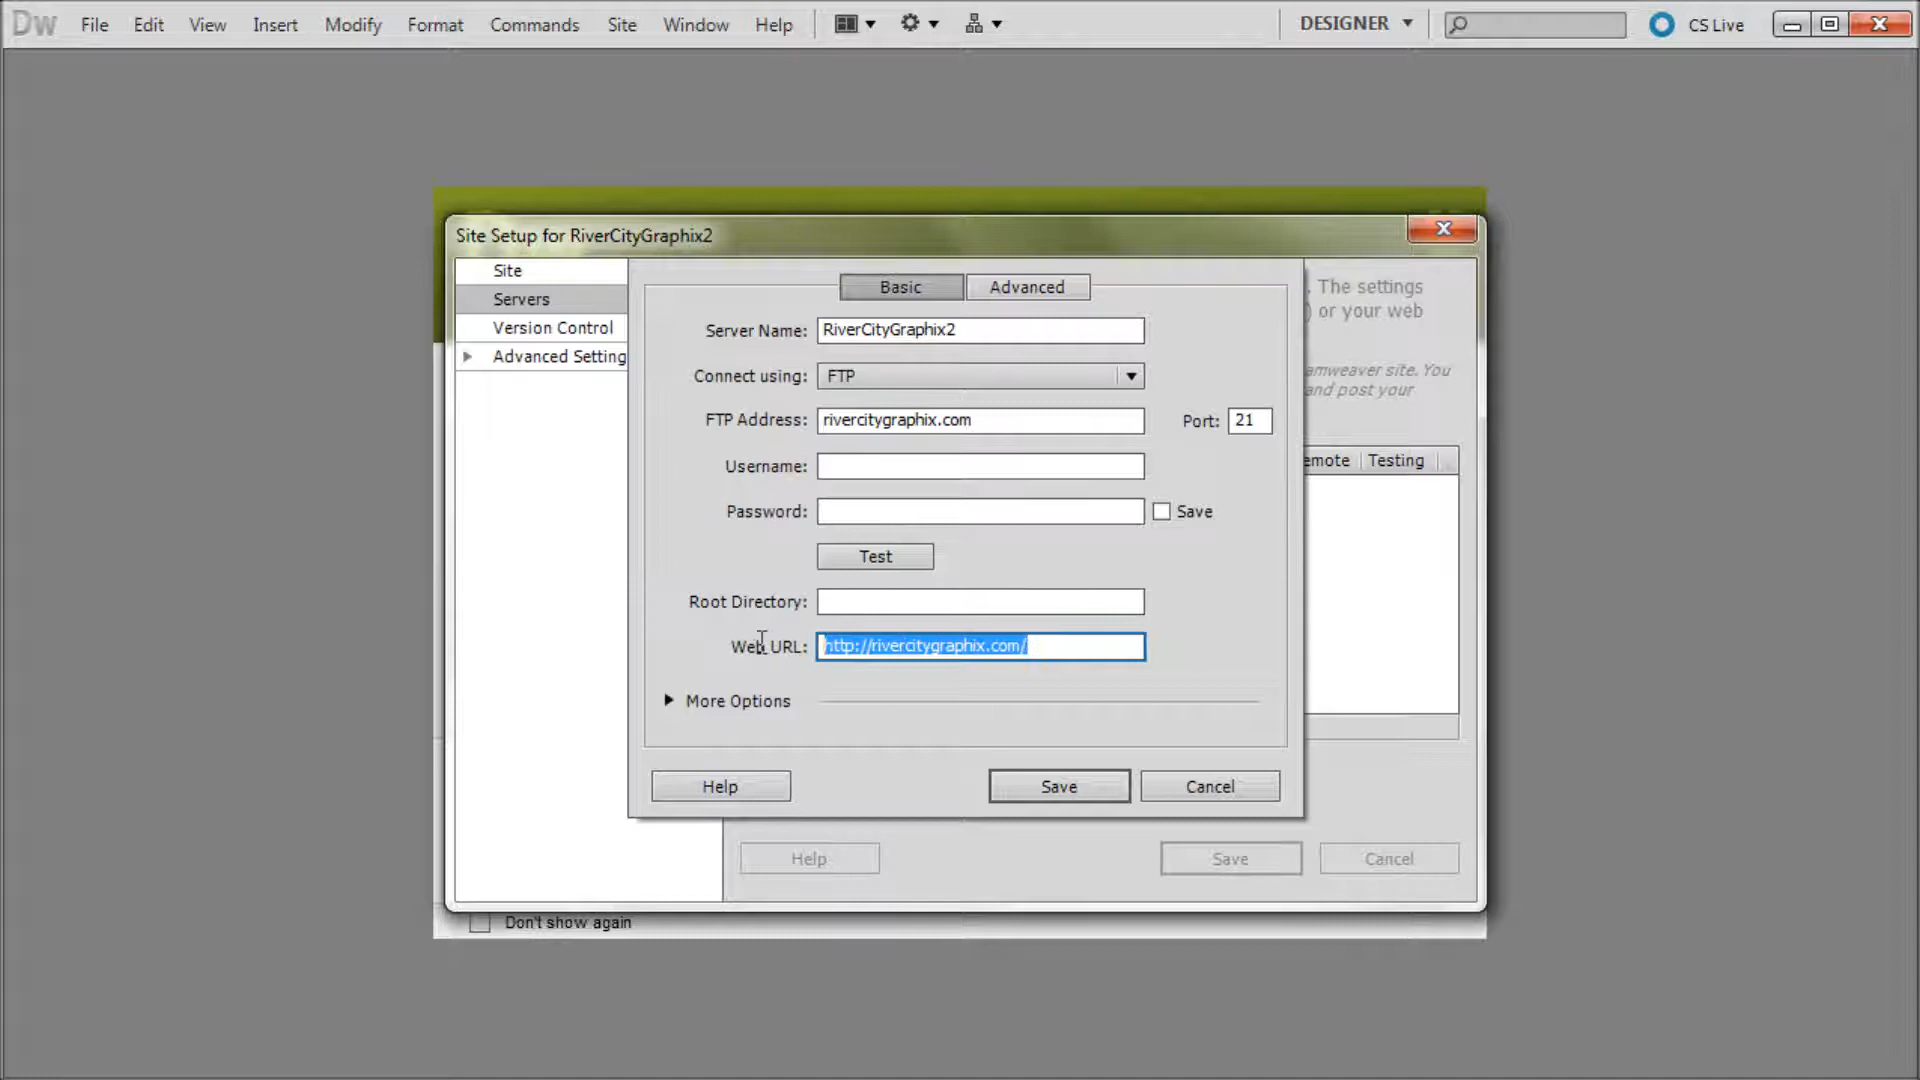 Dw File Edit View Insert Modify Format Commands Site Window Help DESIGNER CS Live
Site Setup for RiverCityGraphix2
Site
Servers
Version Control
Advanced Setting
Basic Advanced
Server Name: RiverCityGraphix2
Connect using: FTP
FTP Address: rivercitygraphix.com Port: 21
Username:
Password: Save
Test
Root Directory:
Web URL: http://rivercitygraphix.com/
More Options
Help Save Cancel
. The settings
) or your web
amweaver site. You
and post your
emote Testing
Help Save Cancel
Don't show again